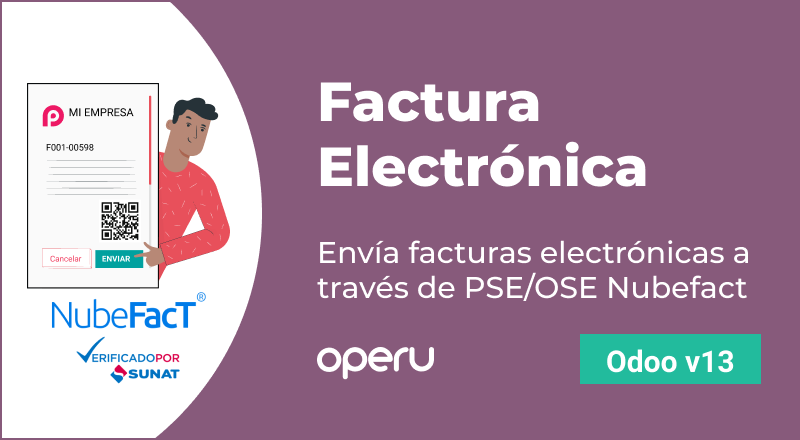 MI EMPRESA
F001-00598
Cancelar
ENVIAR
NubeFacT®
VERIFICADOPOR
SUNAT
Factura
Electrónica
Envía facturas electrónicas a
través de PSE/OSE Nubefact
operu
Odoo v13